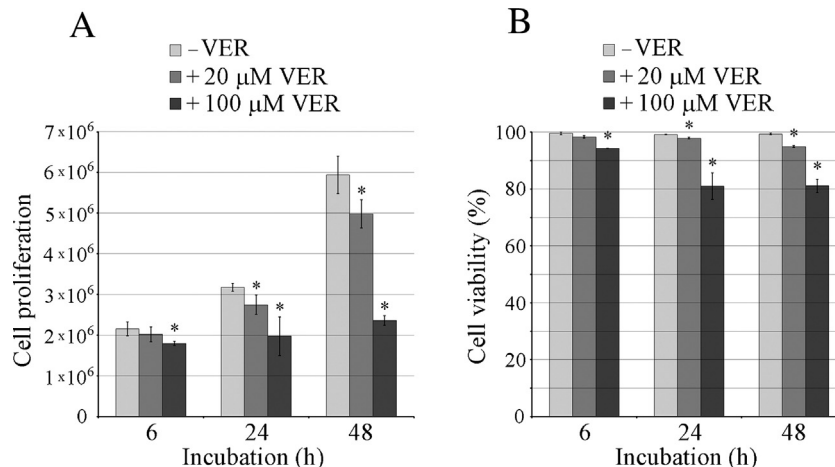 A
– VER
+ 20 µM VER
+ 100 µM VER
7 x 10⁶
6 x 10⁶
5 x 10⁶
4 x 10⁶
3 x 10⁶
2 x 10⁶
1 x 10⁶
0
Cell proliferation
* * * * *
6 24 48
Incubation (h)
B
– VER
+ 20 µM VER
+ 100 µM VER
100
80
60
40
20
0
Cell viability (%)
* * * * *
6 24 48
Incubation (h)